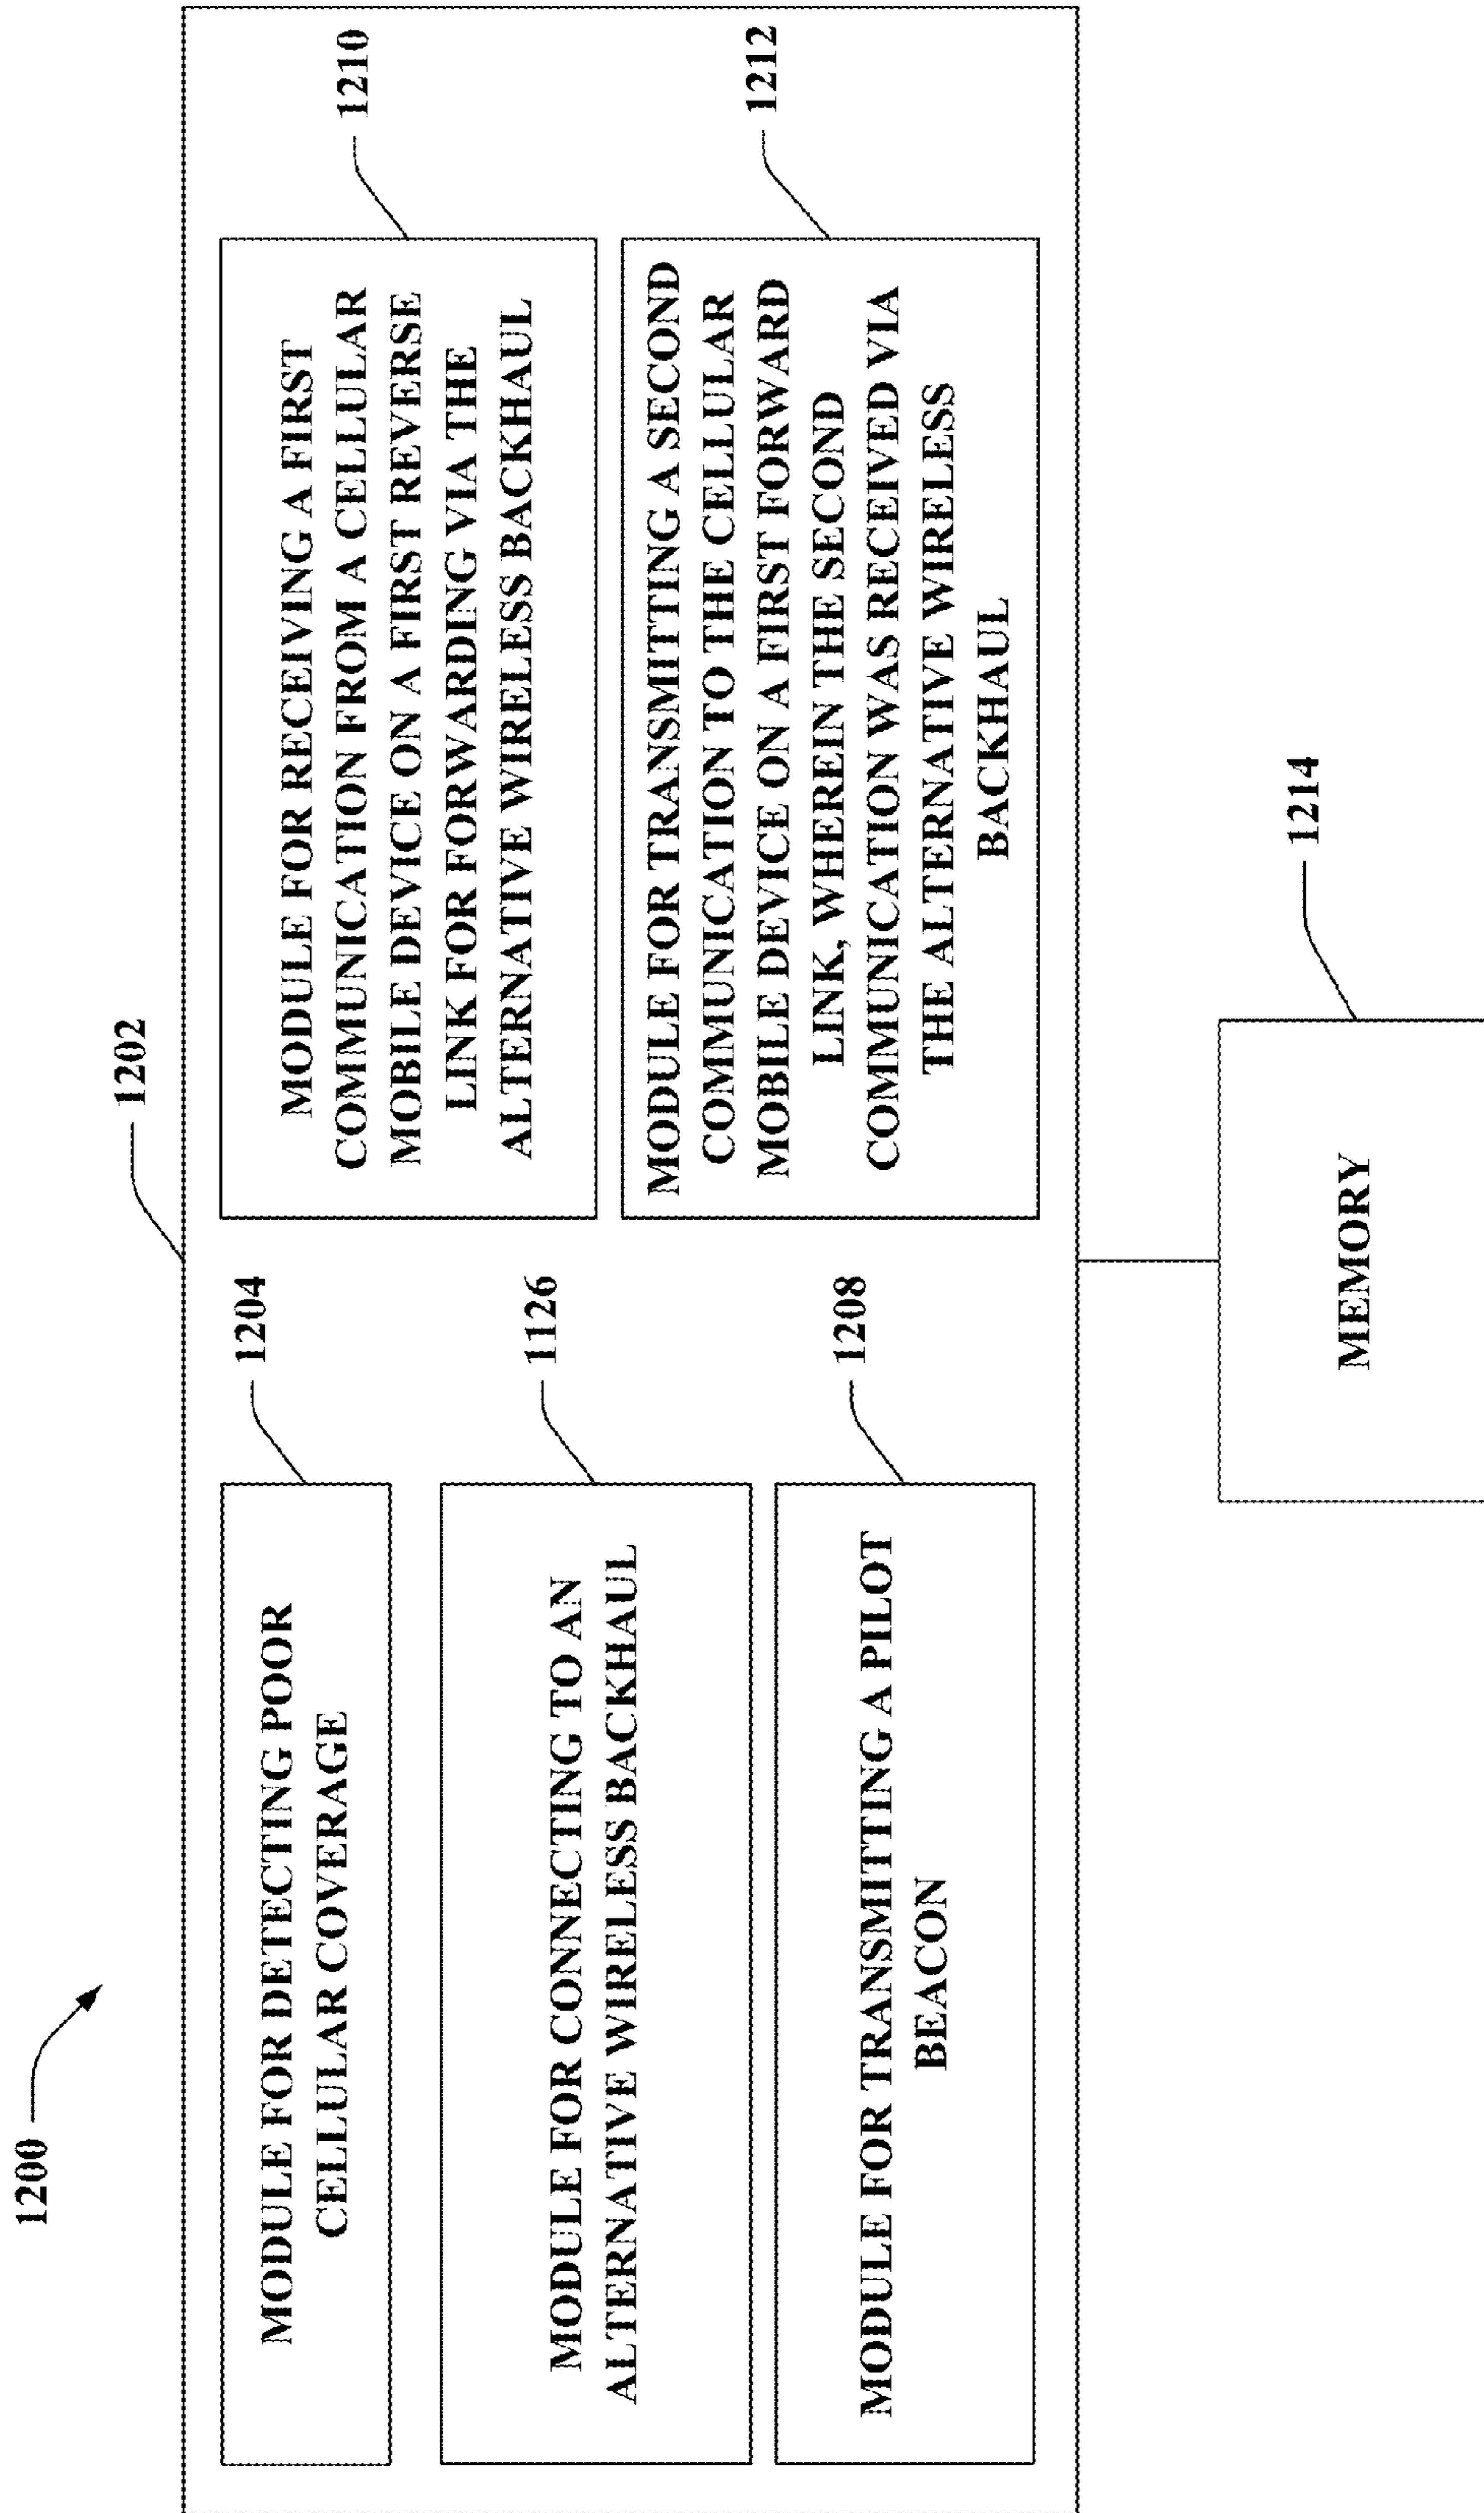 1200
1202
MODULE FOR DETECTING POOR
CELLULAR COVERAGE
1204
MODULE FOR CONNECTING TO AN
ALTERNATIVE WIRELESS BACKHAUL
1126
MODULE FOR TRANSMITTING A PILOT
BEACON
1208
MODULE FOR RECEIVING A FIRST
COMMUNICATION FROM A CELLULAR
MOBILE DEVICE ON A FIRST REVERSE
LINK FOR FORWARDING VIA THE
ALTERNATIVE WIRELESS BACKHAUL
1210
MODULE FOR TRANSMITTING A SECOND
COMMUNICATION TO THE CELLULAR
MOBILE DEVICE ON A FIRST FORWARD
LINK, WHEREIN THE SECOND
COMMUNICATION WAS RECEIVED VIA
THE ALTERNATIVE WIRELESS
BACKHAUL
1212
MEMORY
1214